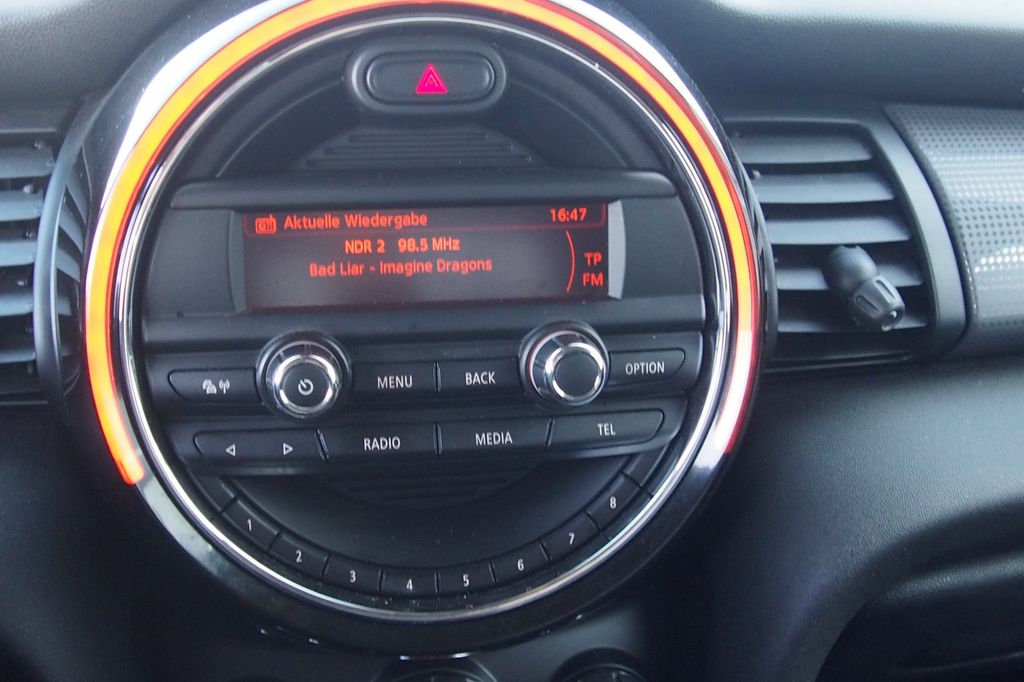 Aktuelle Wiedergabe 16:47
NDR 2 98.5 MHz
Bad Liar - Imagine Dragons
TP
FM
MENU BACK OPTION
RADIO MEDIA TEL
1 2 3 4 5 6 7 8